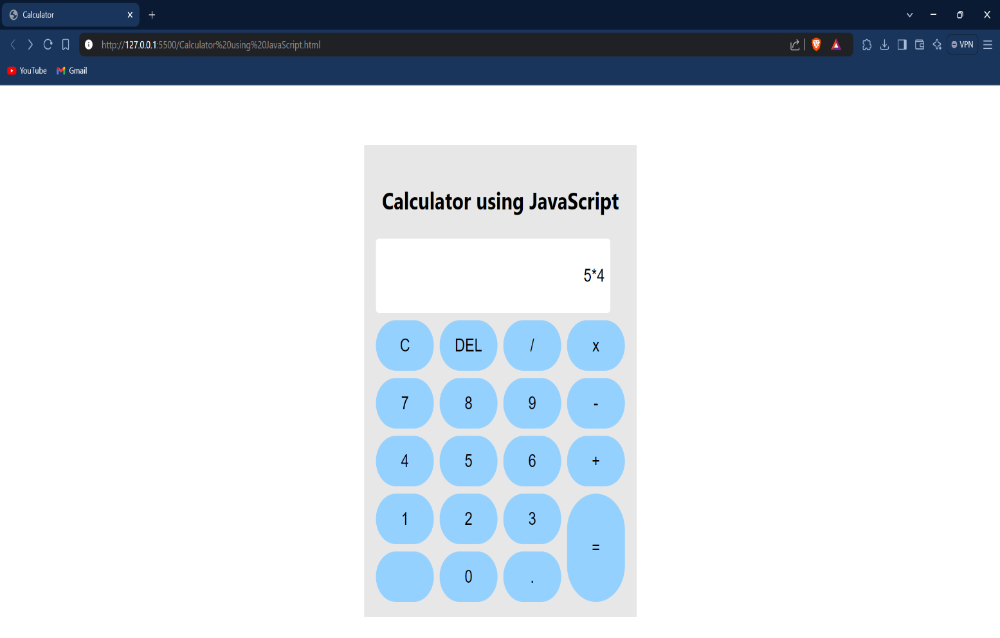 Calculator
http://127.0.0.1:5500/Calculator%20using%20JavaScript.html
VPN
YouTube Gmail
Calculator using JavaScript
5*4
C DEL / x
7 8 9 -
4 5 6 +
1 2 3
=
0 .